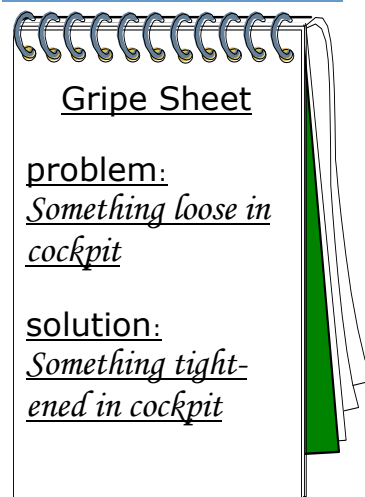 Gripe Sheet
problem:
Something loose in
cockpit
solution:
Something tight-
ened in cockpit